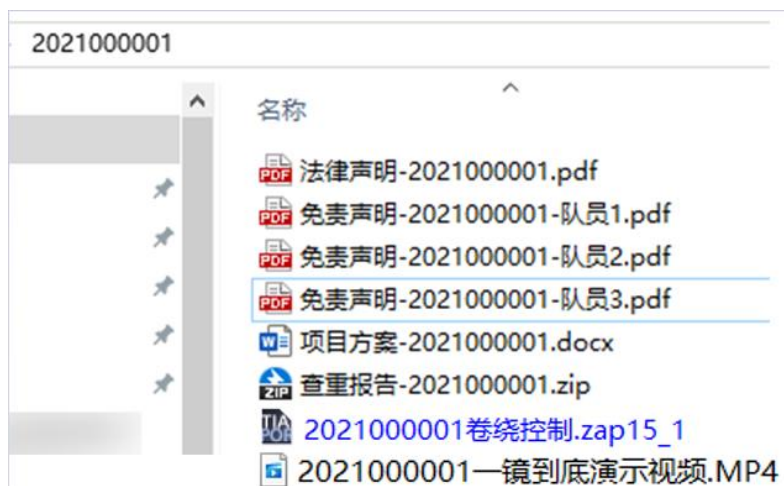 2021000001
名称
法律声明-2021000001.pdf
免责声明-2021000001-队员1.pdf
免责声明-2021000001-队员2.pdf
免责声明-2021000001-队员3.pdf
项目方案-2021000001.docx
查重报告-2021000001.zip
2021000001卷绕控制.zap15_1
2021000001一镜到底演示视频.MP4